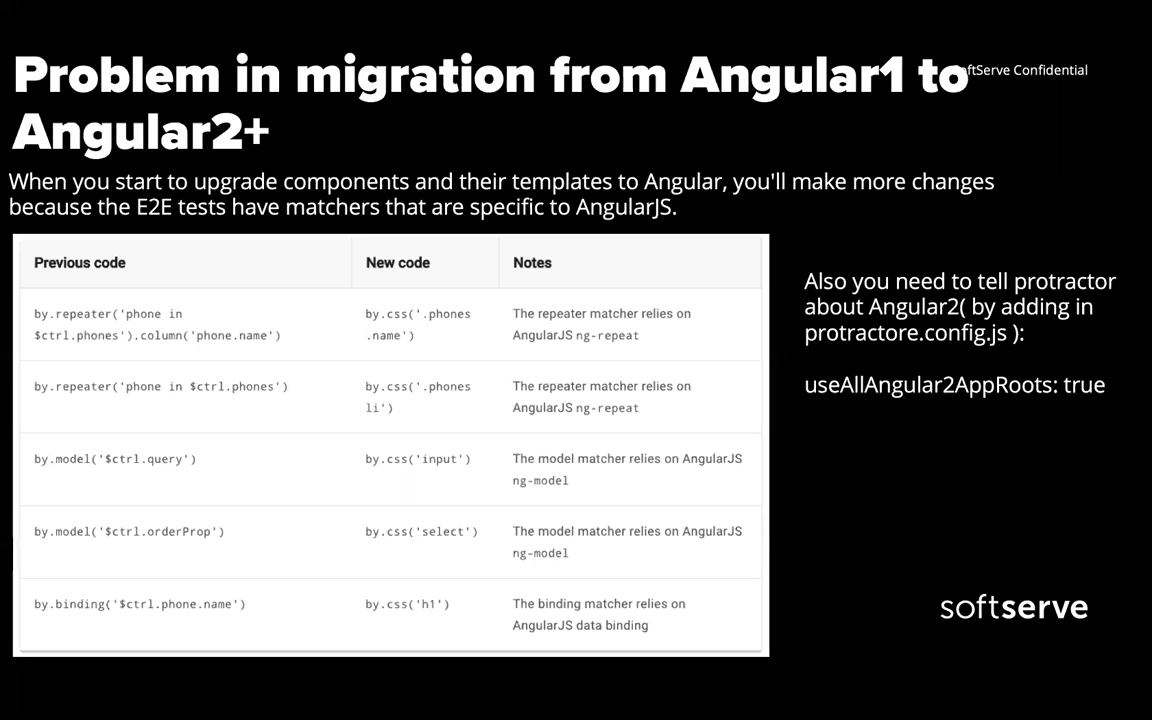 Problem in migration from Angular1 to
Angular2+
ftServe Confidential
When you start to upgrade components and their templates to Angular, you'll make more changes
because the E2E tests have matchers that are specific to AngularJS.
Previous code New code Notes
by.repeater('phone in by.css('.phones The repeater matcher relies on
$ctrl.phones').column('phone.name') .name') AngularJS ng-repeat
by.repeater('phone in $ctrl.phones') by.css('.phones The repeater matcher relies on
li') AngularJS ng-repeat
by.model('$ctrl.query') by.css('input') The model matcher relies on AngularJS
ng-model
by.model('$ctrl.orderProp') by.css('select') The model matcher relies on AngularJS
ng-model
by.binding('$ctrl.phone.name') by.css('h1') The binding matcher relies on
AngularJS data binding
Also you need to tell protractor
about Angular2( by adding in
protractore.config.js ):
useAllAngular2AppRoots: true
softserve